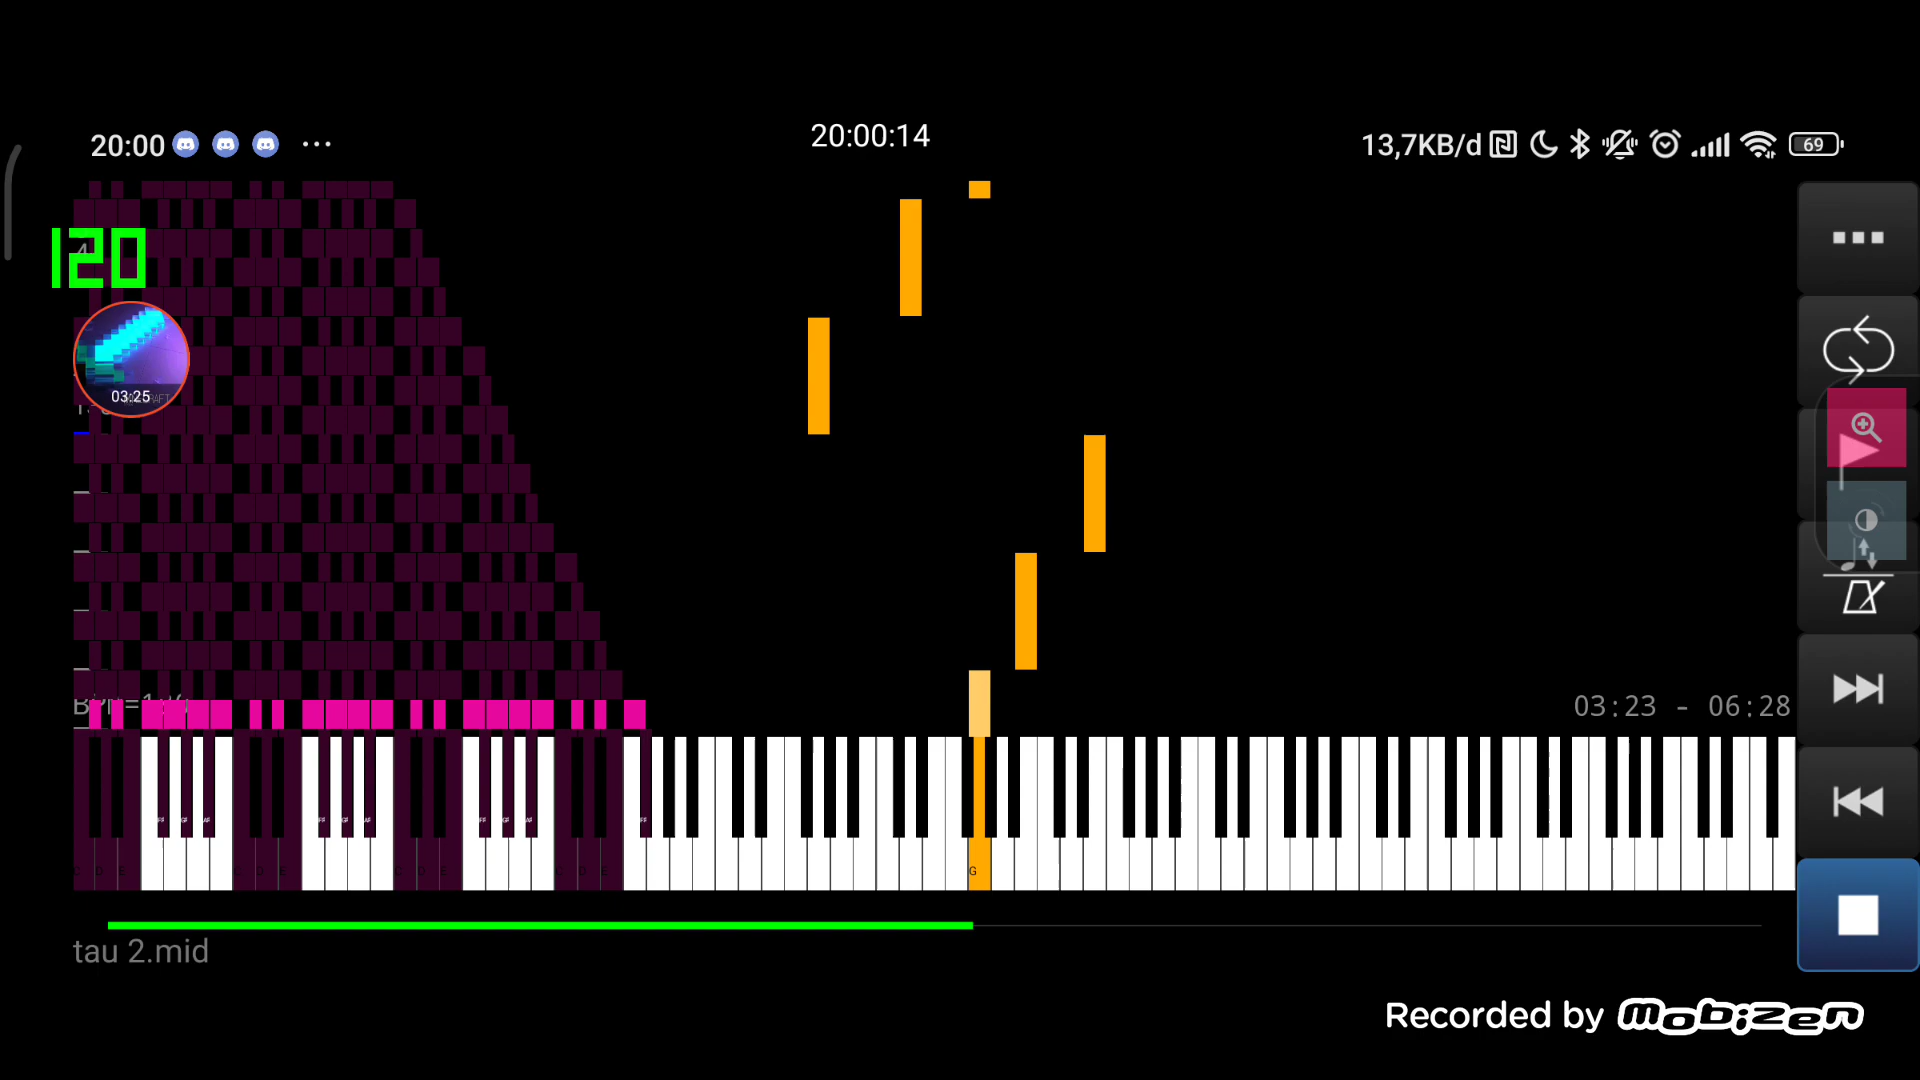 20:00 ...
20:00:14
13,7KB/d
69
120
03:25
03:23 - 06:28
G
tau 2.mid
Recorded by mobizen